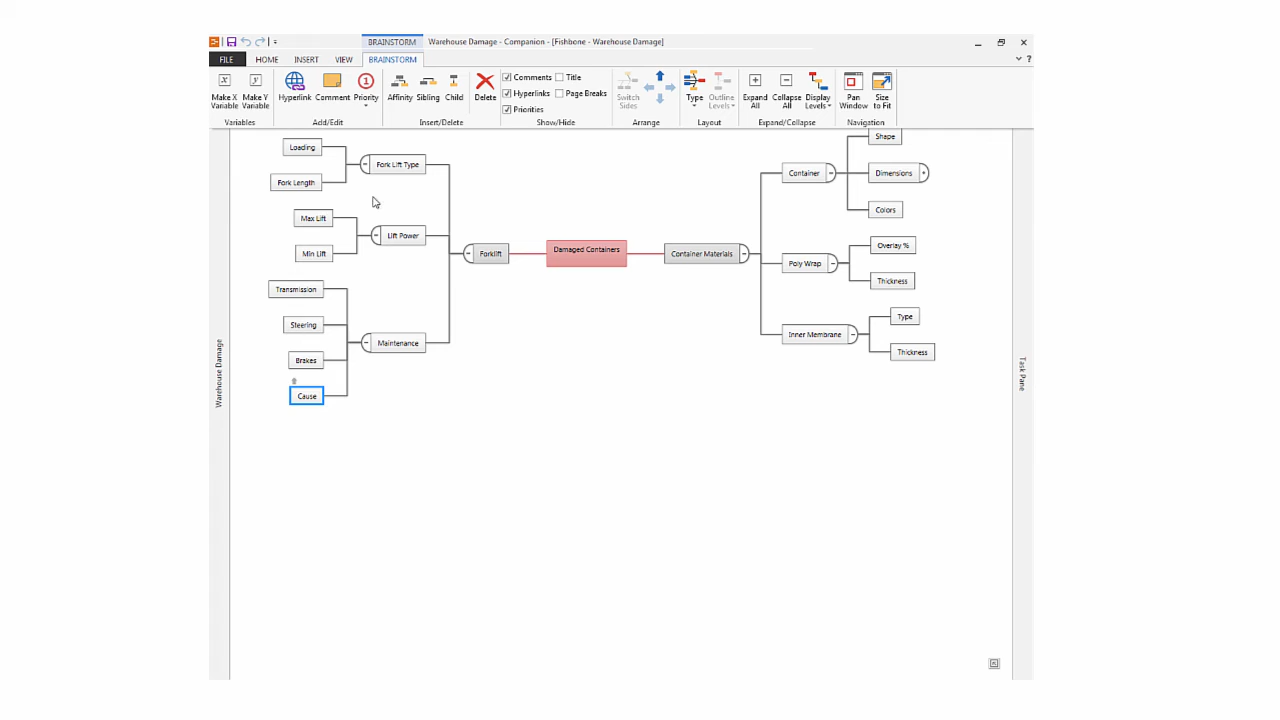 BRAINSTORM Warehouse Damage - Companion - [Fishbone - Warehouse Damage]
FILE HOME INSERT VIEW BRAINSTORM ?
Make X Variable
Make Y Variable
Hyperlink
Comment
Priority
Affinity
Sibling
Child
Delete
Comments Title
Hyperlinks Page Breaks
Priorities
Switch Sides
Type
Outline Levels
Expand All
Collapse All
Display Levels
Pan Window
Size to Fit
Variables Add/Edit Insert/Delete Show/Hide Arrange Layout Expand/Collapse Navigation
Loading
Fork Length
Fork Lift Type
Max Lift
Min Lift
Lift Power
Transmission
Steering
Brakes
Cause
Maintenance
Forklift
Damaged Containers
Container Materials
Container
Shape
Dimensions
Colors
Poly Wrap
Overlay %
Thickness
Inner Membrane
Type
Thickness
Warehouse Damage
Task Pane